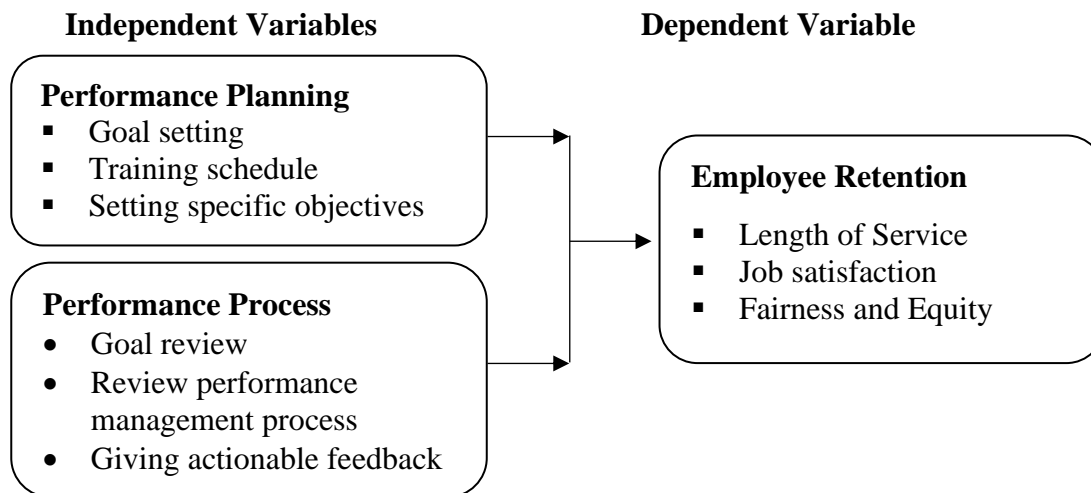 Independent Variables
Dependent Variable
Performance Planning
▪ Goal setting
▪ Training schedule
▪ Setting specific objectives
Performance Process
• Goal review
• Review performance
management process
• Giving actionable feedback
Employee Retention
▪ Length of Service
▪ Job satisfaction
▪ Fairness and Equity